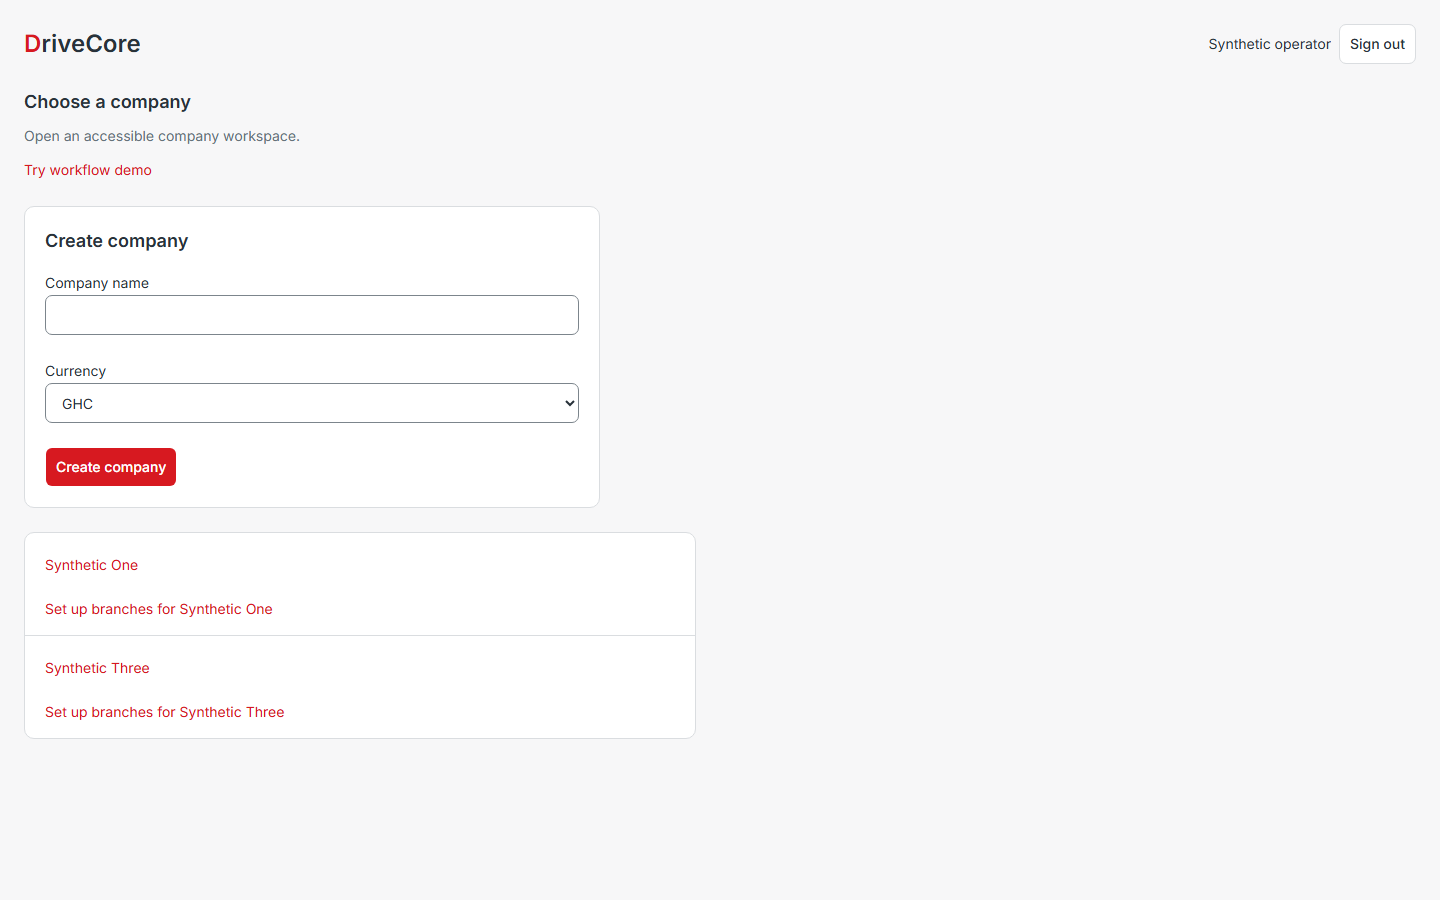 DriveCore
Synthetic operator
Sign out
Choose a company
Open an accessible company workspace.
Try workflow demo
Create company
Company name
Currency
GHC
Create company
Synthetic One
Set up branches for Synthetic One
Synthetic Three
Set up branches for Synthetic Three